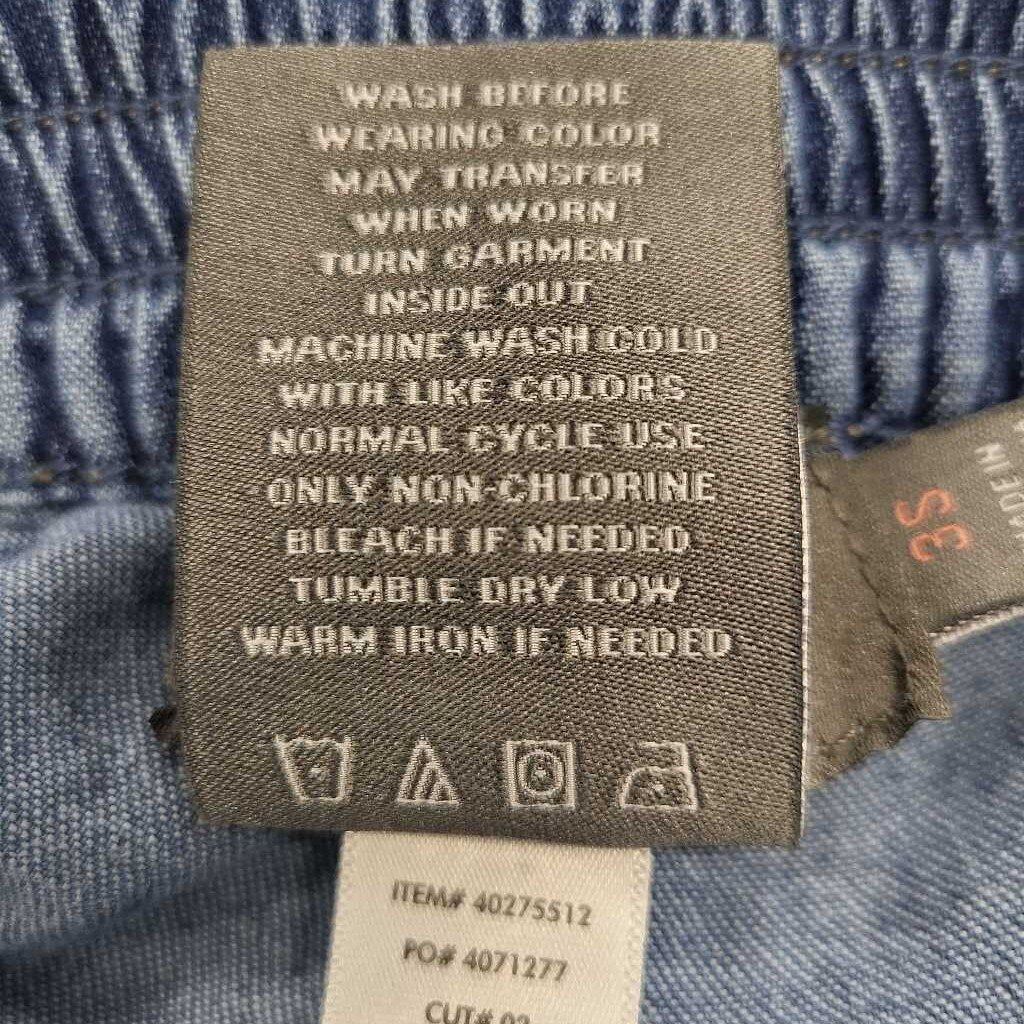 WASH BEFORE
WEARING COLOR
MAY TRANSFER
WHEN WORN
TURN GARMENT
INSIDE OUT
MACHINE WASH COLD
WITH LIKE COLORS
NORMAL CYCLE USE
ONLY NON-CHLORINE
BLEACH IF NEEDED
TUMBLE DRY LOW
WARM IRON IF NEEDED
3S
ITEM# 40275512
PO# 4071277
CUT# 02